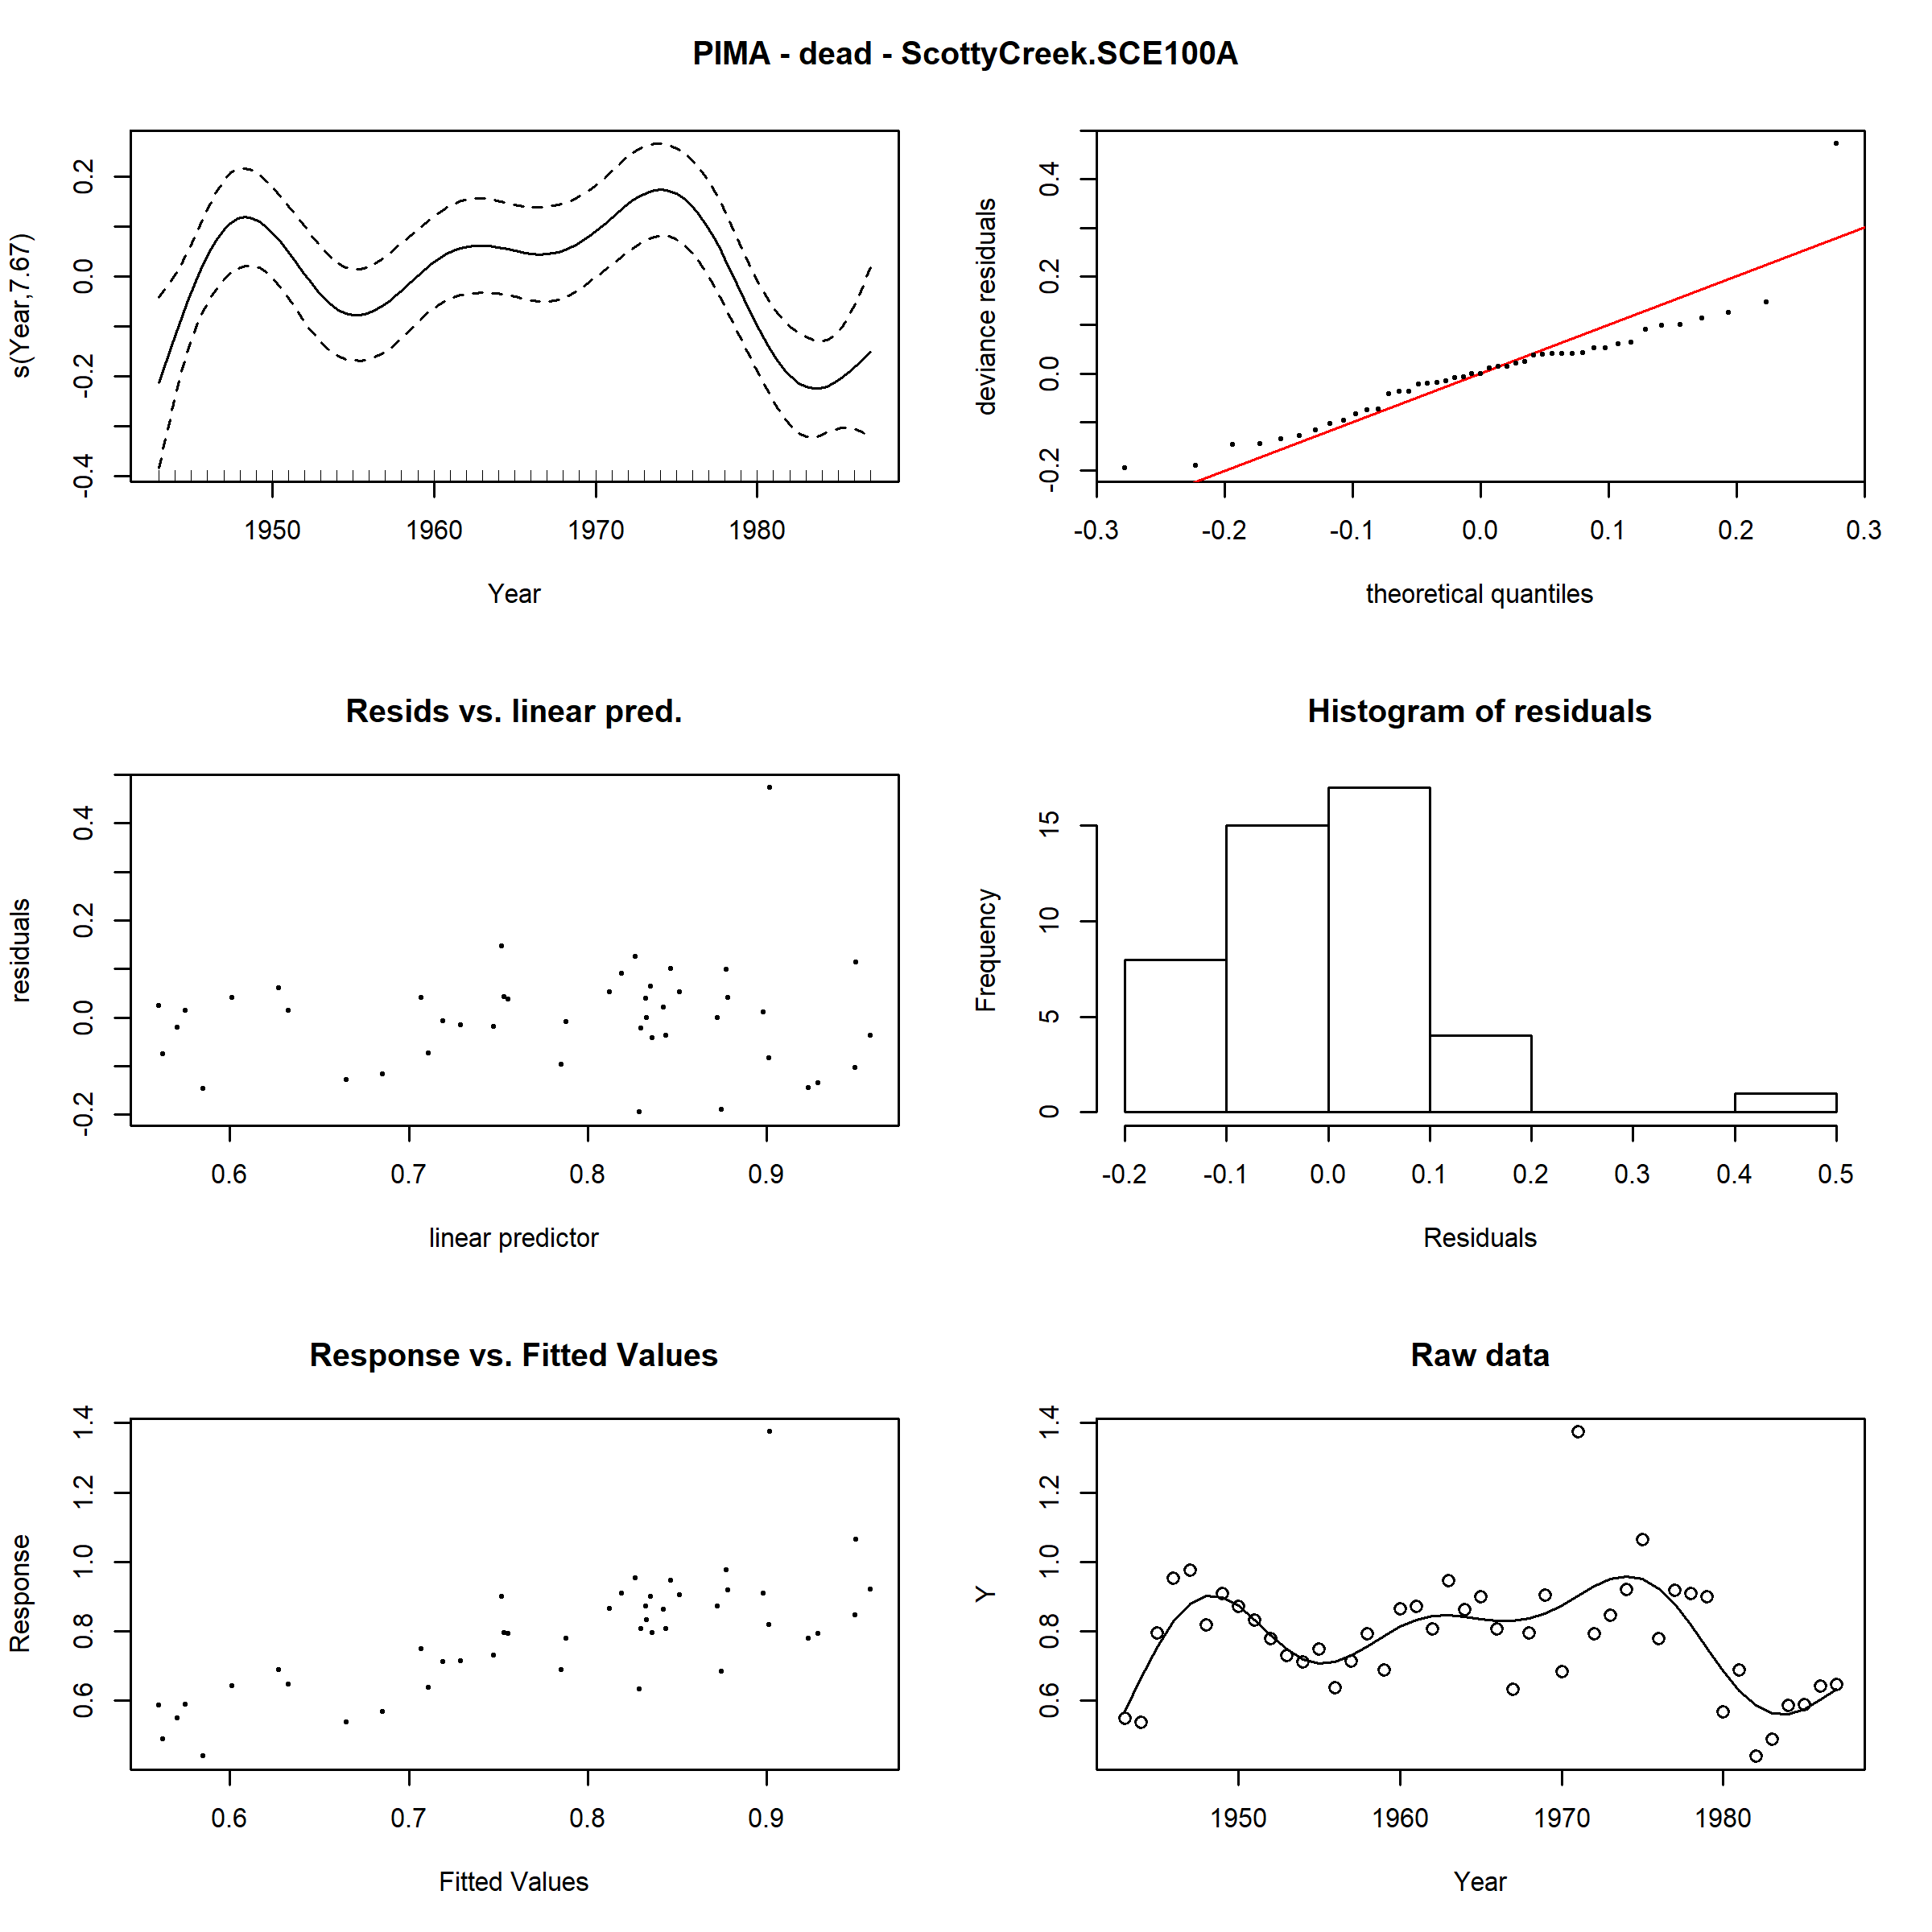 PIMA - dead - ScottyCreek.SCE100A
s(Year,7.67)
0.2
0.0
-0.2
-0.4
1950 1960 1970 1980
Year
deviance residuals
0.4
0.2
0.0
-0.2
-0.3 -0.2 -0.1 0.0 0.1 0.2 0.3
theoretical quantiles
Resids vs. linear pred.
residuals
0.4
0.2
0.0
-0.2
0.6 0.7 0.8 0.9
linear predictor
Histogram of residuals
Frequency
15
10
5
0
-0.2 -0.1 0.0 0.1 0.2 0.3 0.4 0.5
Residuals
Response vs. Fitted Values
Response
1.4
1.2
1.0
0.8
0.6
0.6 0.7 0.8 0.9
Fitted Values
Raw data
Y
1.4
1.2
1.0
0.8
0.6
1950 1960 1970 1980
Year